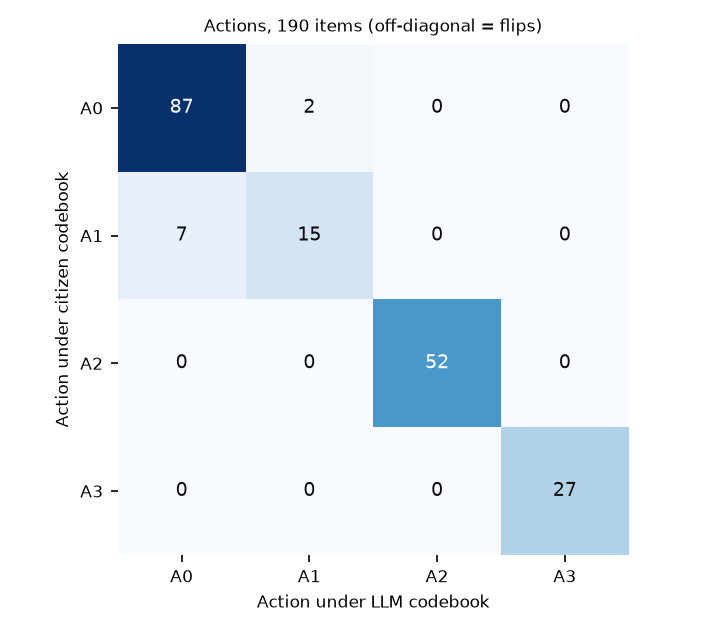 Actions, 190 items (off-diagonal = flips)
A0 87 2 0 0
A1 7 15 0 0
A2 0 0 52 0
A3 0 0 0 27
A0 A1 A2 A3
Action under LLM codebook
Action under citizen codebook